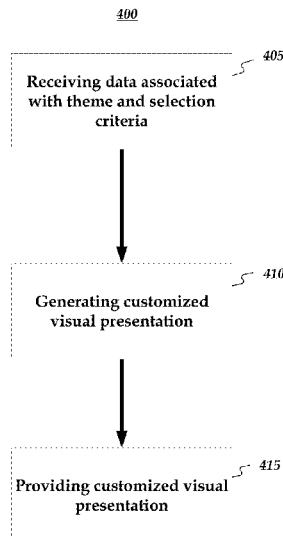 400
405
Receiving data associated
with theme and selection
criteria
410
Generating customized
visual presentation
415
Providing customized visual
presentation